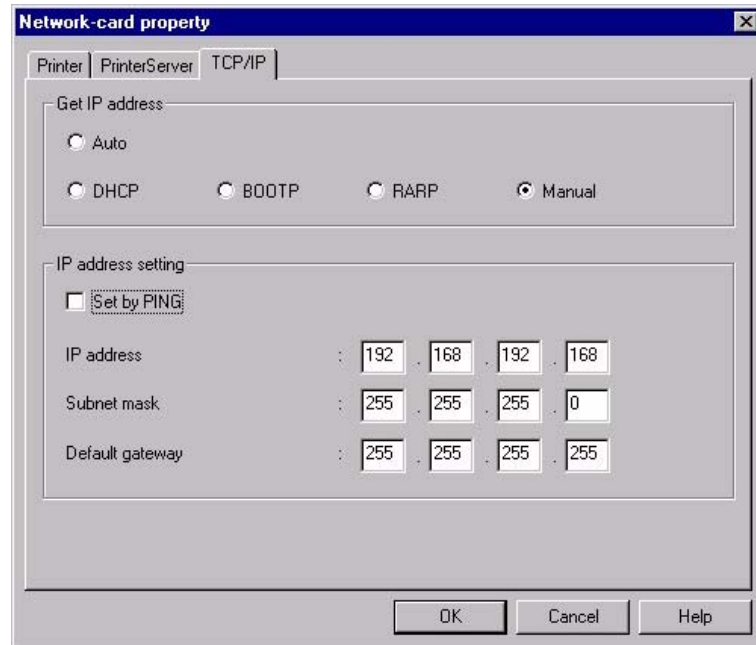 Network-card property
Printer PrinterServer TCP/IP
Get IP address
Auto
DHCP BOOTP RARP Manual
IP address setting
Set by PING
IP address : 192 . 168 . 192 . 168
Subnet mask : 255 . 255 . 255 . 0
Default gateway : 255 . 255 . 255 . 255
OK Cancel Help